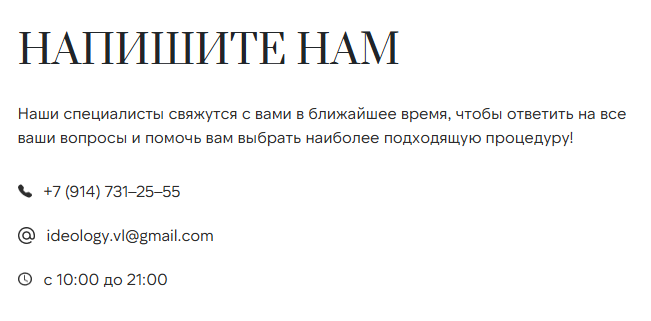 НАПИШИТЕ НАМ
Наши специалисты свяжутся с вами в ближайшее время, чтобы ответить на все
ваши вопросы и помочь вам выбрать наиболее подходящую процедуру!
+7 (914) 731–25–55
ideology.vl@gmail.com
с 10:00 до 21:00